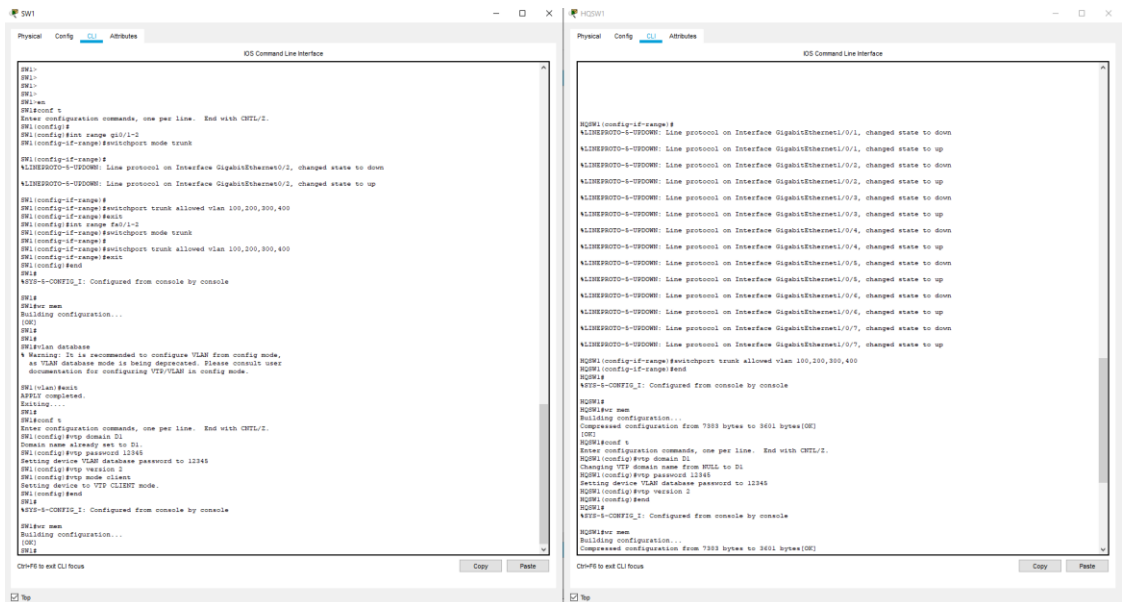 SW1
Physical Config CLI Attributes
IOS Command Line Interface
SW1>
SW1>
SW1>
SW1>
SW1>en
SW1#conf t
Enter configuration commands, one per line. End with CNTL/Z.
SW1(config)#
SW1(config)#int range gi0/1-2
SW1(config-if-range)#switchport mode trunk
SW1(config-if-range)#
%LINEPROTO-5-UPDOWN: Line protocol on Interface GigabitEthernet0/2, changed state to down
%LINEPROTO-5-UPDOWN: Line protocol on Interface GigabitEthernet0/2, changed state to up
SW1(config-if-range)#
SW1(config-if-range)#switchport trunk allowed vlan 100,200,300,400
SW1(config-if-range)#exit
SW1(config)#int range fa0/1-2
SW1(config-if-range)#switchport mode trunk
SW1(config-if-range)#
SW1(config-if-range)#switchport trunk allowed vlan 100,200,300,400
SW1(config-if-range)#exit
SW1(config)#end
SW1#
%SYS-5-CONFIG_I: Configured from console by console
SW1#
SW1#wr mem
Building configuration...
[OK]
SW1#
SW1#
SW1#vlan database
% Warning: It is recommended to configure VLAN from config mode,
as VLAN database mode is being deprecated. Please consult user
documentation for configuring VTP/VLAN in config mode.
SW1(vlan)#exit
APPLY completed.
Exiting....
SW1#
SW1#conf t
Enter configuration commands, one per line. End with CNTL/Z.
SW1(config)#vtp domain D1
Domain name already set to D1.
SW1(config)#vtp password 12345
Setting device VLAN database password to 12345
SW1(config)#vtp version 2
SW1(config)#vtp mode client
Setting device to VTP CLIENT mode.
SW1(config)#end
SW1#
%SYS-5-CONFIG_I: Configured from console by console
SW1#wr mem
Building configuration...
[OK]
SW1#
Ctrl+F6 to exit CLI focus
Copy Paste
Top
HQSW1
Physical Config CLI Attributes
IOS Command Line Interface
HQSW1(config-if-range)#
%LINEPROTO-5-UPDOWN: Line protocol on Interface GigabitEthernet1/0/1, changed state to down
%LINEPROTO-5-UPDOWN: Line protocol on Interface GigabitEthernet1/0/1, changed state to up
%LINEPROTO-5-UPDOWN: Line protocol on Interface GigabitEthernet1/0/2, changed state to down
%LINEPROTO-5-UPDOWN: Line protocol on Interface GigabitEthernet1/0/2, changed state to up
%LINEPROTO-5-UPDOWN: Line protocol on Interface GigabitEthernet1/0/3, changed state to down
%LINEPROTO-5-UPDOWN: Line protocol on Interface GigabitEthernet1/0/3, changed state to up
%LINEPROTO-5-UPDOWN: Line protocol on Interface GigabitEthernet1/0/4, changed state to down
%LINEPROTO-5-UPDOWN: Line protocol on Interface GigabitEthernet1/0/4, changed state to up
%LINEPROTO-5-UPDOWN: Line protocol on Interface GigabitEthernet1/0/5, changed state to down
%LINEPROTO-5-UPDOWN: Line protocol on Interface GigabitEthernet1/0/5, changed state to up
%LINEPROTO-5-UPDOWN: Line protocol on Interface GigabitEthernet1/0/6, changed state to down
%LINEPROTO-5-UPDOWN: Line protocol on Interface GigabitEthernet1/0/6, changed state to up
%LINEPROTO-5-UPDOWN: Line protocol on Interface GigabitEthernet1/0/7, changed state to down
%LINEPROTO-5-UPDOWN: Line protocol on Interface GigabitEthernet1/0/7, changed state to up
HQSW1(config-if-range)#switchport trunk allowed vlan 100,200,300,400
HQSW1(config-if-range)#end
HQSW1#
%SYS-5-CONFIG_I: Configured from console by console
HQSW1#
HQSW1#wr mem
Building configuration...
Compressed configuration from 7383 bytes to 3601 bytes[OK]
[OK]
HQSW1#conf t
Enter configuration commands, one per line. End with CNTL/Z.
HQSW1(config)#vtp domain D1
Changing VTP domain name from NULL to D1
HQSW1(config)#vtp password 12345
Setting device VLAN database password to 12345
HQSW1(config)#vtp version 2
HQSW1(config)#end
HQSW1#
%SYS-5-CONFIG_I: Configured from console by console
HQSW1#wr mem
Building configuration...
Compressed configuration from 7383 bytes to 3601 bytes[OK]
Ctrl+F6 to exit CLI focus
Copy Paste
Top